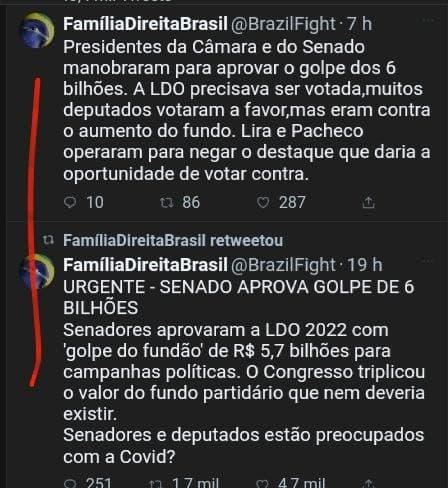 FamíliaDireitaBrasil @BrazilFight · 7 h
Presidentes da Câmara e do Senado
manobraram para aprovar o golpe dos 6
bilhões. A LDO precisava ser votada,muitos
deputados votaram a favor,mas eram contra
o aumento do fundo. Lira e Pacheco
operaram para negar o destaque que daria a
oportunidade de votar contra.
10 86 287
FamíliaDireitaBrasil retweetou
FamíliaDireitaBrasil @BrazilFight · 19 h
URGENTE - SENADO APROVA GOLPE DE 6
BILHÕES
Senadores aprovaram a LDO 2022 com
'golpe do fundão' de R$ 5,7 bilhões para
campanhas políticas. O Congresso triplicou
o valor do fundo partidário que nem deveria
existir.
Senadores e deputados estão preocupados
com a Covid?
251 1,7 mil 4,7 mil